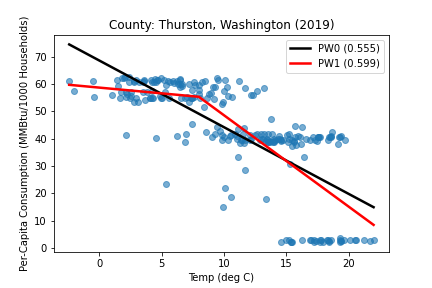 County: Thurston, Washington (2019)
PW0 (0.555)
PW1 (0.599)
Per-Capita Consumption (MMBtu/1000 Households)
70
60
50
40
30
20
10
0
0 5 10 15 20
Temp (deg C)